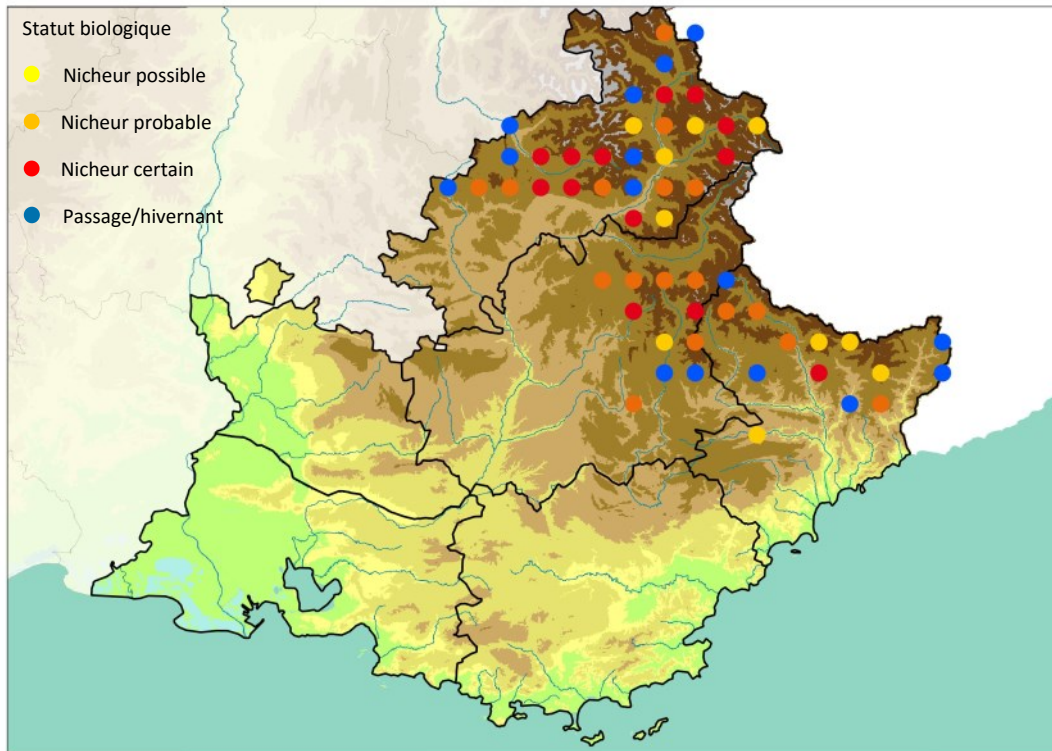 Statut biologique
Nicheur possible
Nicheur probable
Nicheur certain
Passage/hivernant